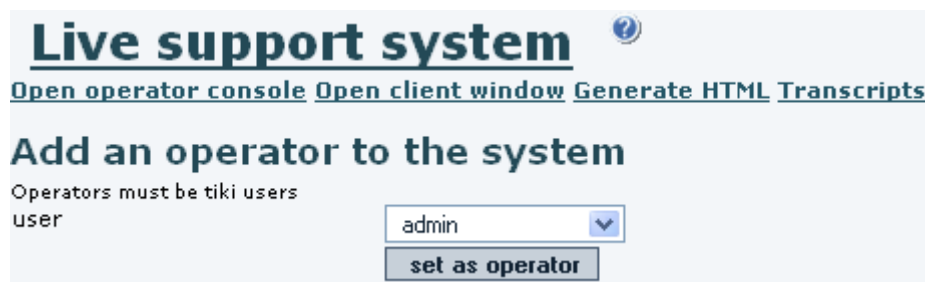 Live support system
Open operator console Open client window Generate HTML Transcripts
Add an operator to the system
Operators must be tiki users
user admin
set as operator